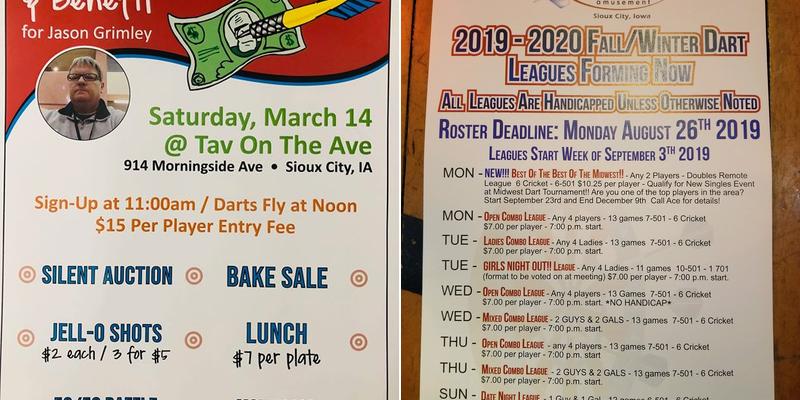 & Benefit
for Jason Grimley
Saturday, March 14
@ Tav On The Ave
914 Morningside Ave • Sioux City, IA
Sign-Up at 11:00am / Darts Fly at Noon
$15 Per Player Entry Fee
SILENT AUCTION
BAKE SALE
JELL-O SHOTS
$2 each / 3 for $5
LUNCH
$7 per plate
amusement
Sioux City, Iowa
2019-2020 FALL/WINTER DART
LEAGUES FORMING NOW
ALL LEAGUES ARE HANDICAPPED UNLESS OTHERWISE NOTED
ROSTER DEADLINE: MONDAY AUGUST 26TH 2019
LEAGUES START WEEK OF SEPTEMBER 3TH 2019
MON - NEW!!! BEST OF THE BEST OF THE MIDWEST!! - Any 2 Players - Doubles Remote
League 6 Cricket - 6-501 $10.25 per player - Qualify for New Singles Event
at Midwest Dart Tournament!! Are you one of the top players in the area?
Start September 23rd and End December 9th Call Ace for details!
MON - OPEN COMBO LEAGUE - Any 4 players - 13 games 7-501 - 6 Cricket
$7.00 per player - 7:00 p.m. start.
TUE - LADIES COMBO LEAGUE - Any 4 Ladies - 13 games 7-501 - 6 Cricket
$7.00 per player - 7:00 p.m. start.
TUE - GIRLS NIGHT OUT!! LEAGUE - Any 4 Ladies - 11 games 10-501 - 1 701
(format to be voted on at meeting) $7.00 per player - 7:00 p.m. start.
WED - OPEN COMBO LEAGUE - Any 4 players - 13 Games 7-501 - 6 Cricket
$7.00 per player - 7:00 p.m. start. *NO HANDICAP*
WED - MIXED COMBO LEAGUE - 2 GUYS & 2 GALS - 13 games 7-501 - 6 Cricket
$7.00 per player - 7:00 p.m. start.
THU - OPEN COMBO LEAGUE - any 4 players - 13 games 7-501 - 6 Cricket
$7.00 per player - 7:00 p.m. start.
THU - MIXED COMBO LEAGUE - 2 GUYS & 2 GALS - 13 games 7-501 - 6 Cricket
$7.00 per player - 7:00 p.m. start.
SUN - DATE NIGHT LEAGUE - 1 Guy & 1 Gal